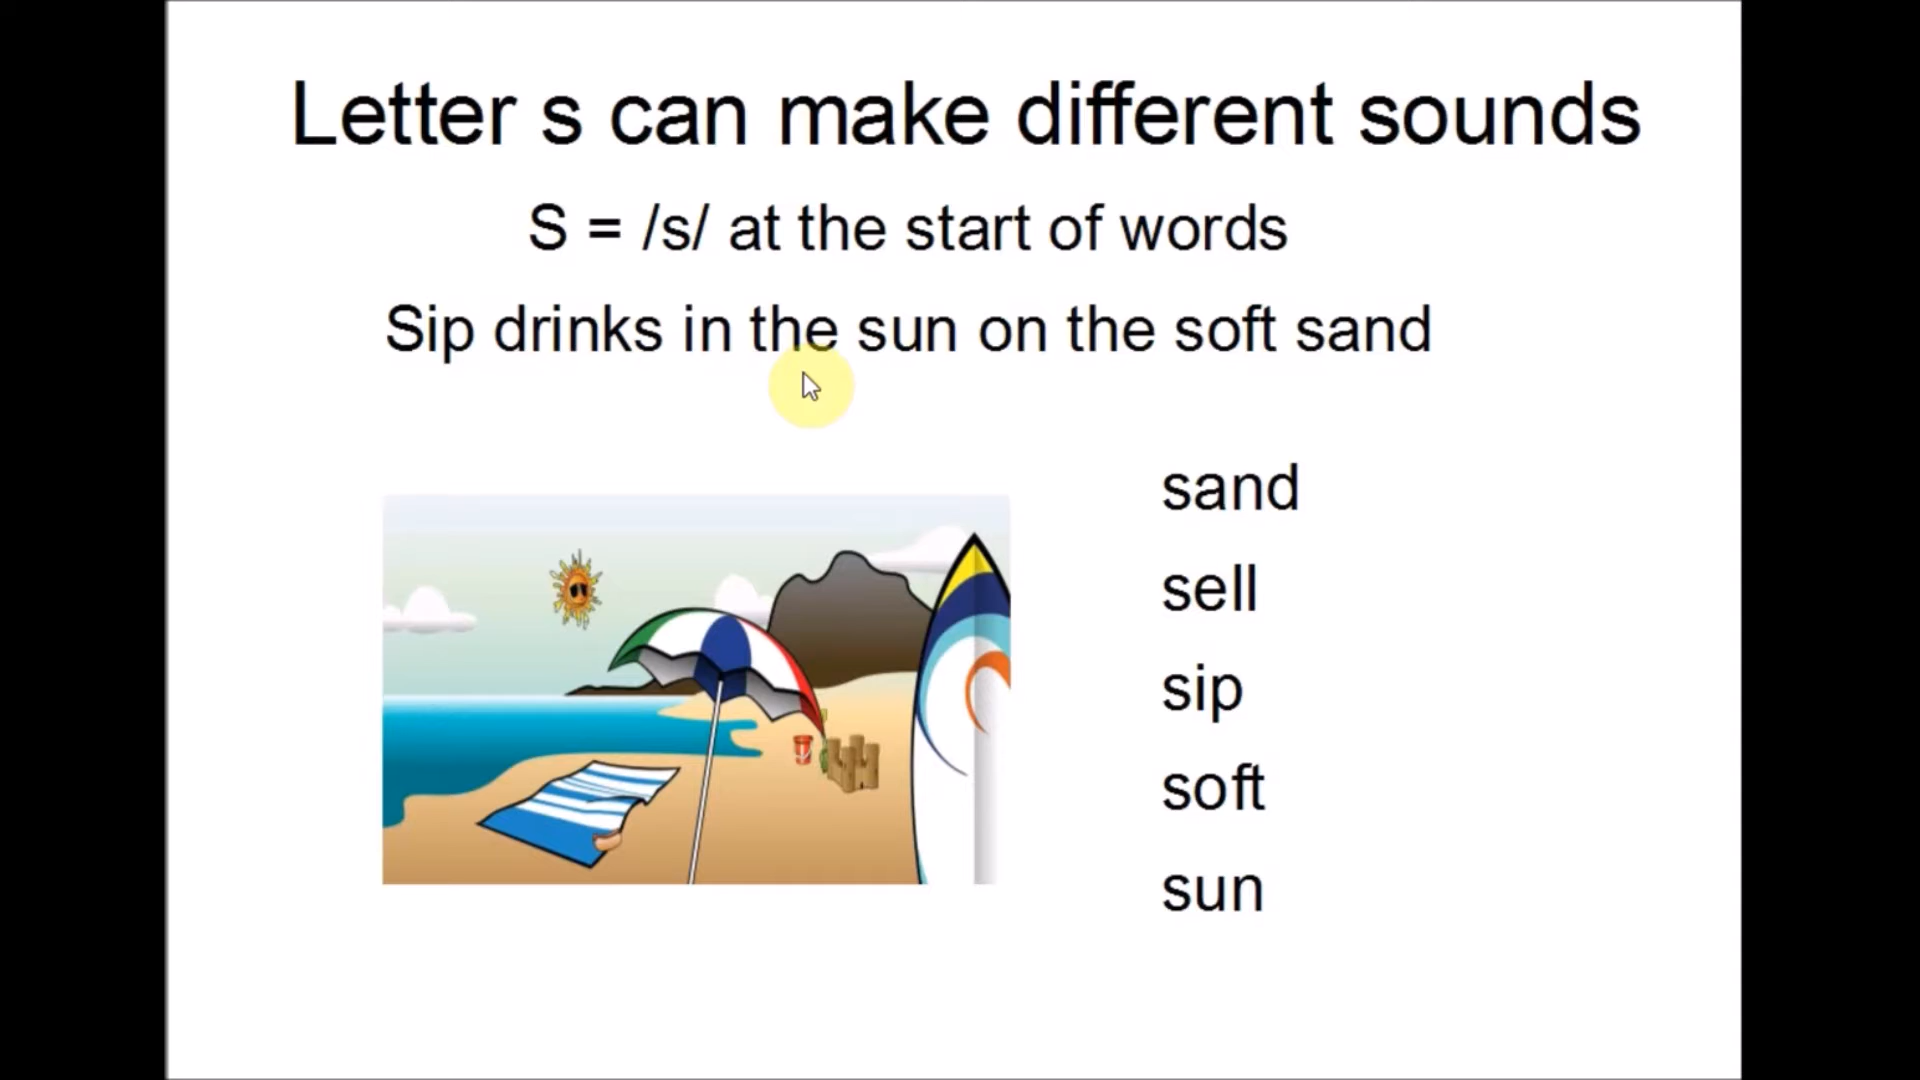 Letter s can make different sounds
S = /s/ at the start of words
Sip drinks in the sun on the soft sand
sand
sell
sip
soft
sun